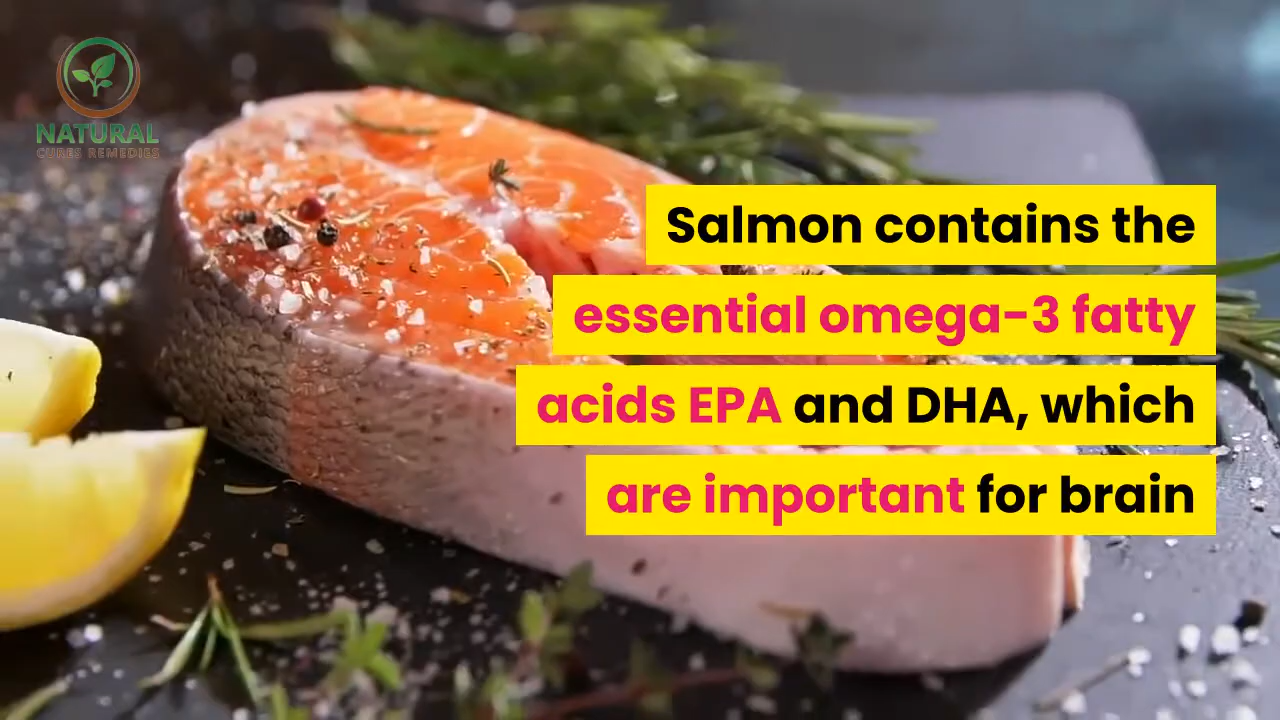 NATURAL
CURES REMEDIES
Salmon contains the
essential omega-3 fatty
acids EPA and DHA, which
are important for brain